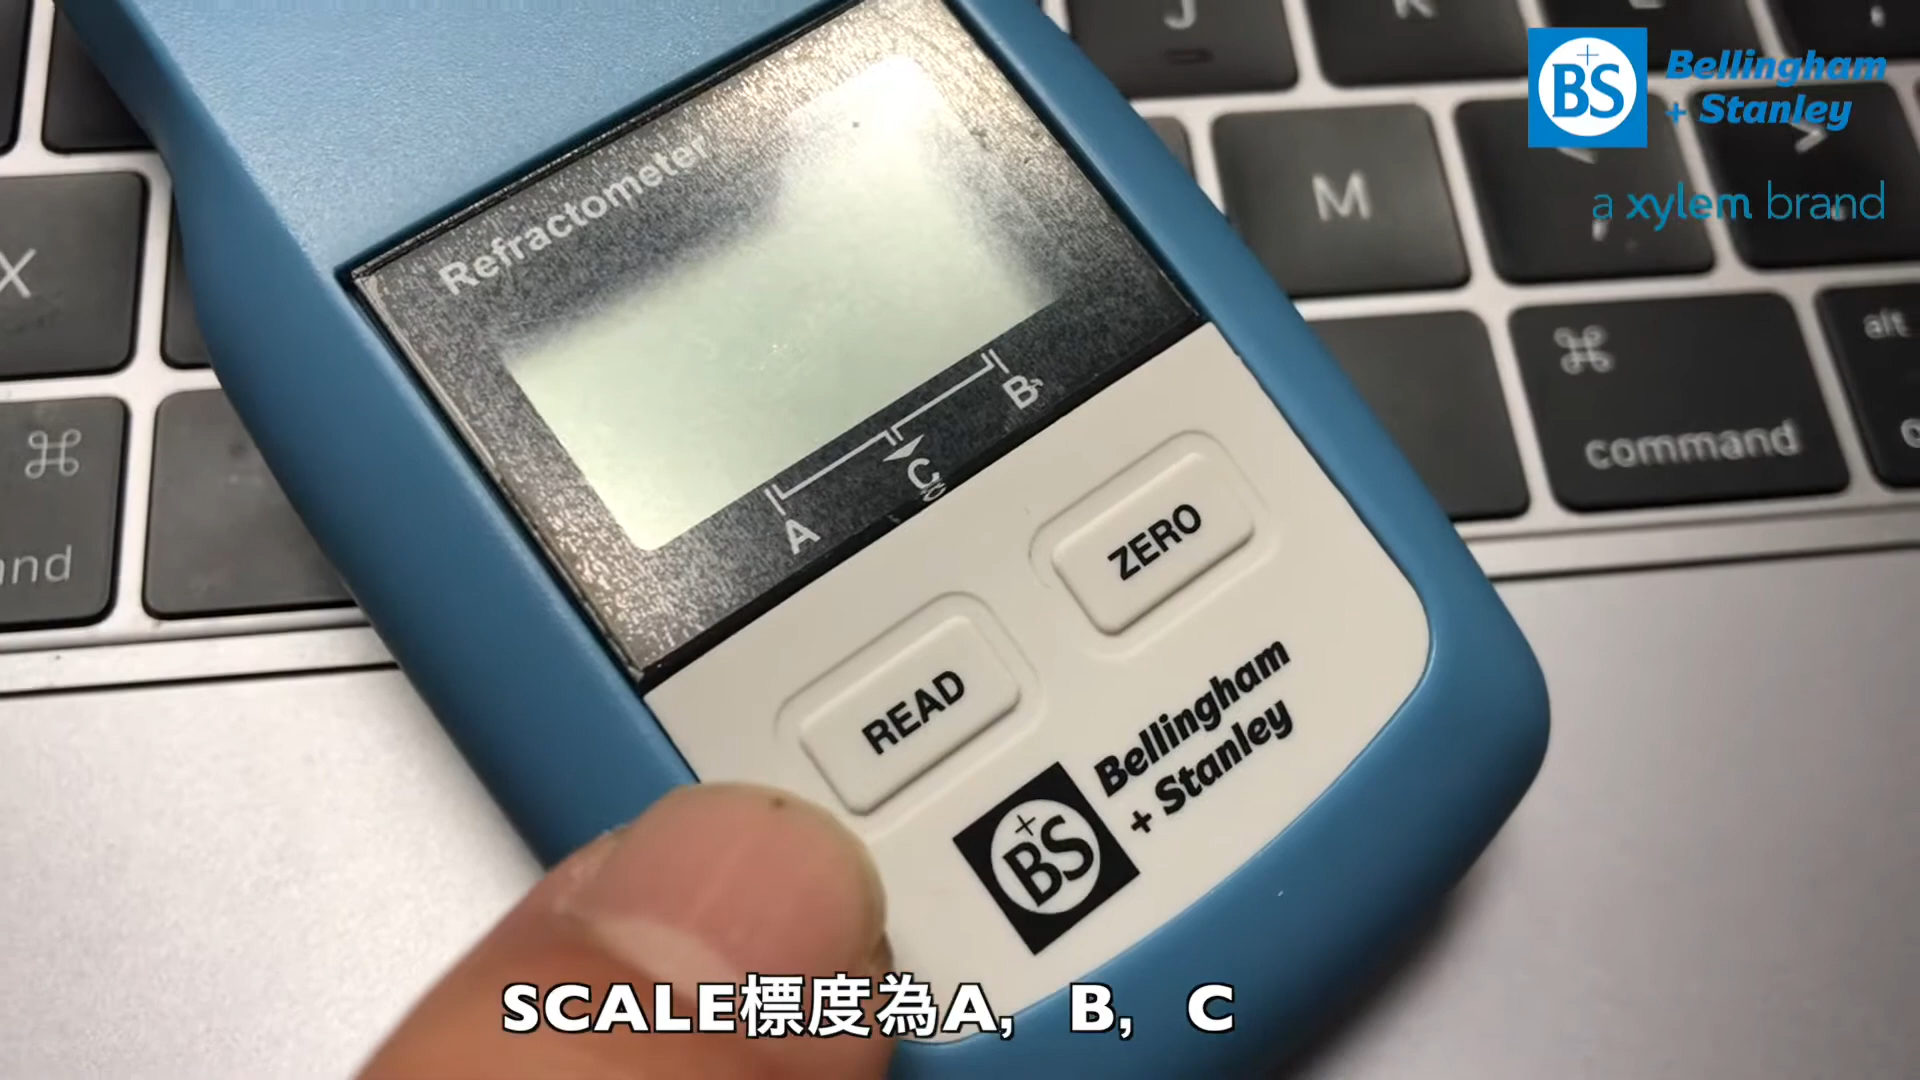 J
K
Bellingham
+ Stanley
BS
a xylem brand
X
M
<
>
,
.
Refractometer
⌘
command
alt
⌘
A
C
B
READ
ZERO
Bellingham
+ Stanley
BS
SCALE標度為A, B, C